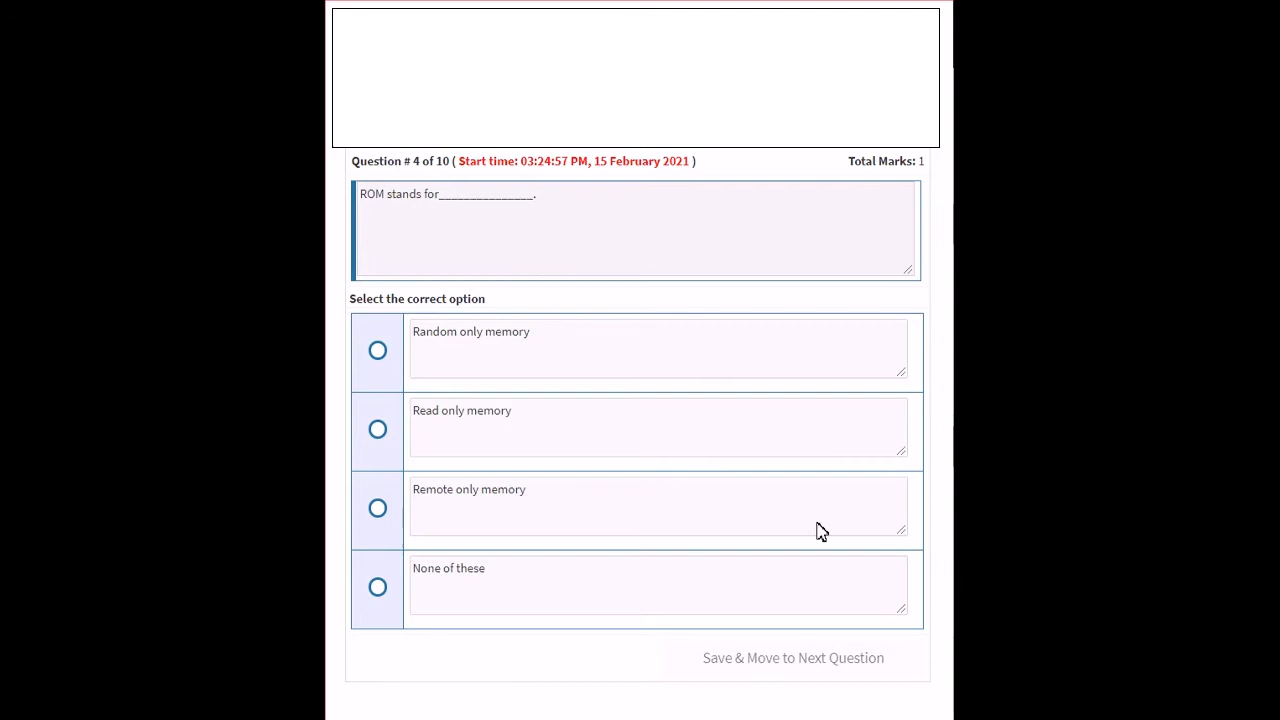 Question # 4 of 10 ( Start time: 03:24:57 PM, 15 February 2021 ) Total Marks: 1
ROM stands for_______________.
Select the correct option
Random only memory
Read only memory
Remote only memory
None of these
Save & Move to Next Question